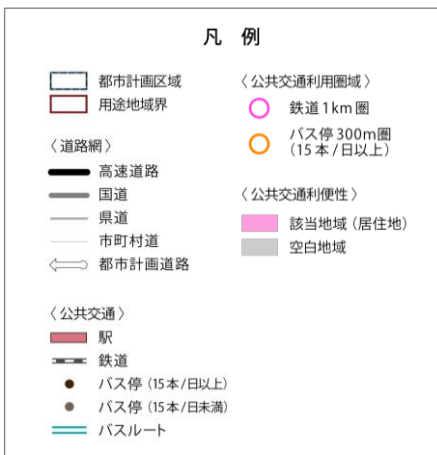 凡 例
都市計画区域
用途地域界
〈道路網〉
高速道路
国道
県道
市町村道
都市計画道路
〈公共交通〉
駅
鉄道
バス停（15本/日以上）
バス停（15本/日未満）
バスルート
〈公共交通利用圏域〉
鉄道1km圏
バス停300m圏
（15本/日以上）
〈公共交通利便性〉
該当地域（居住地）
空白地域